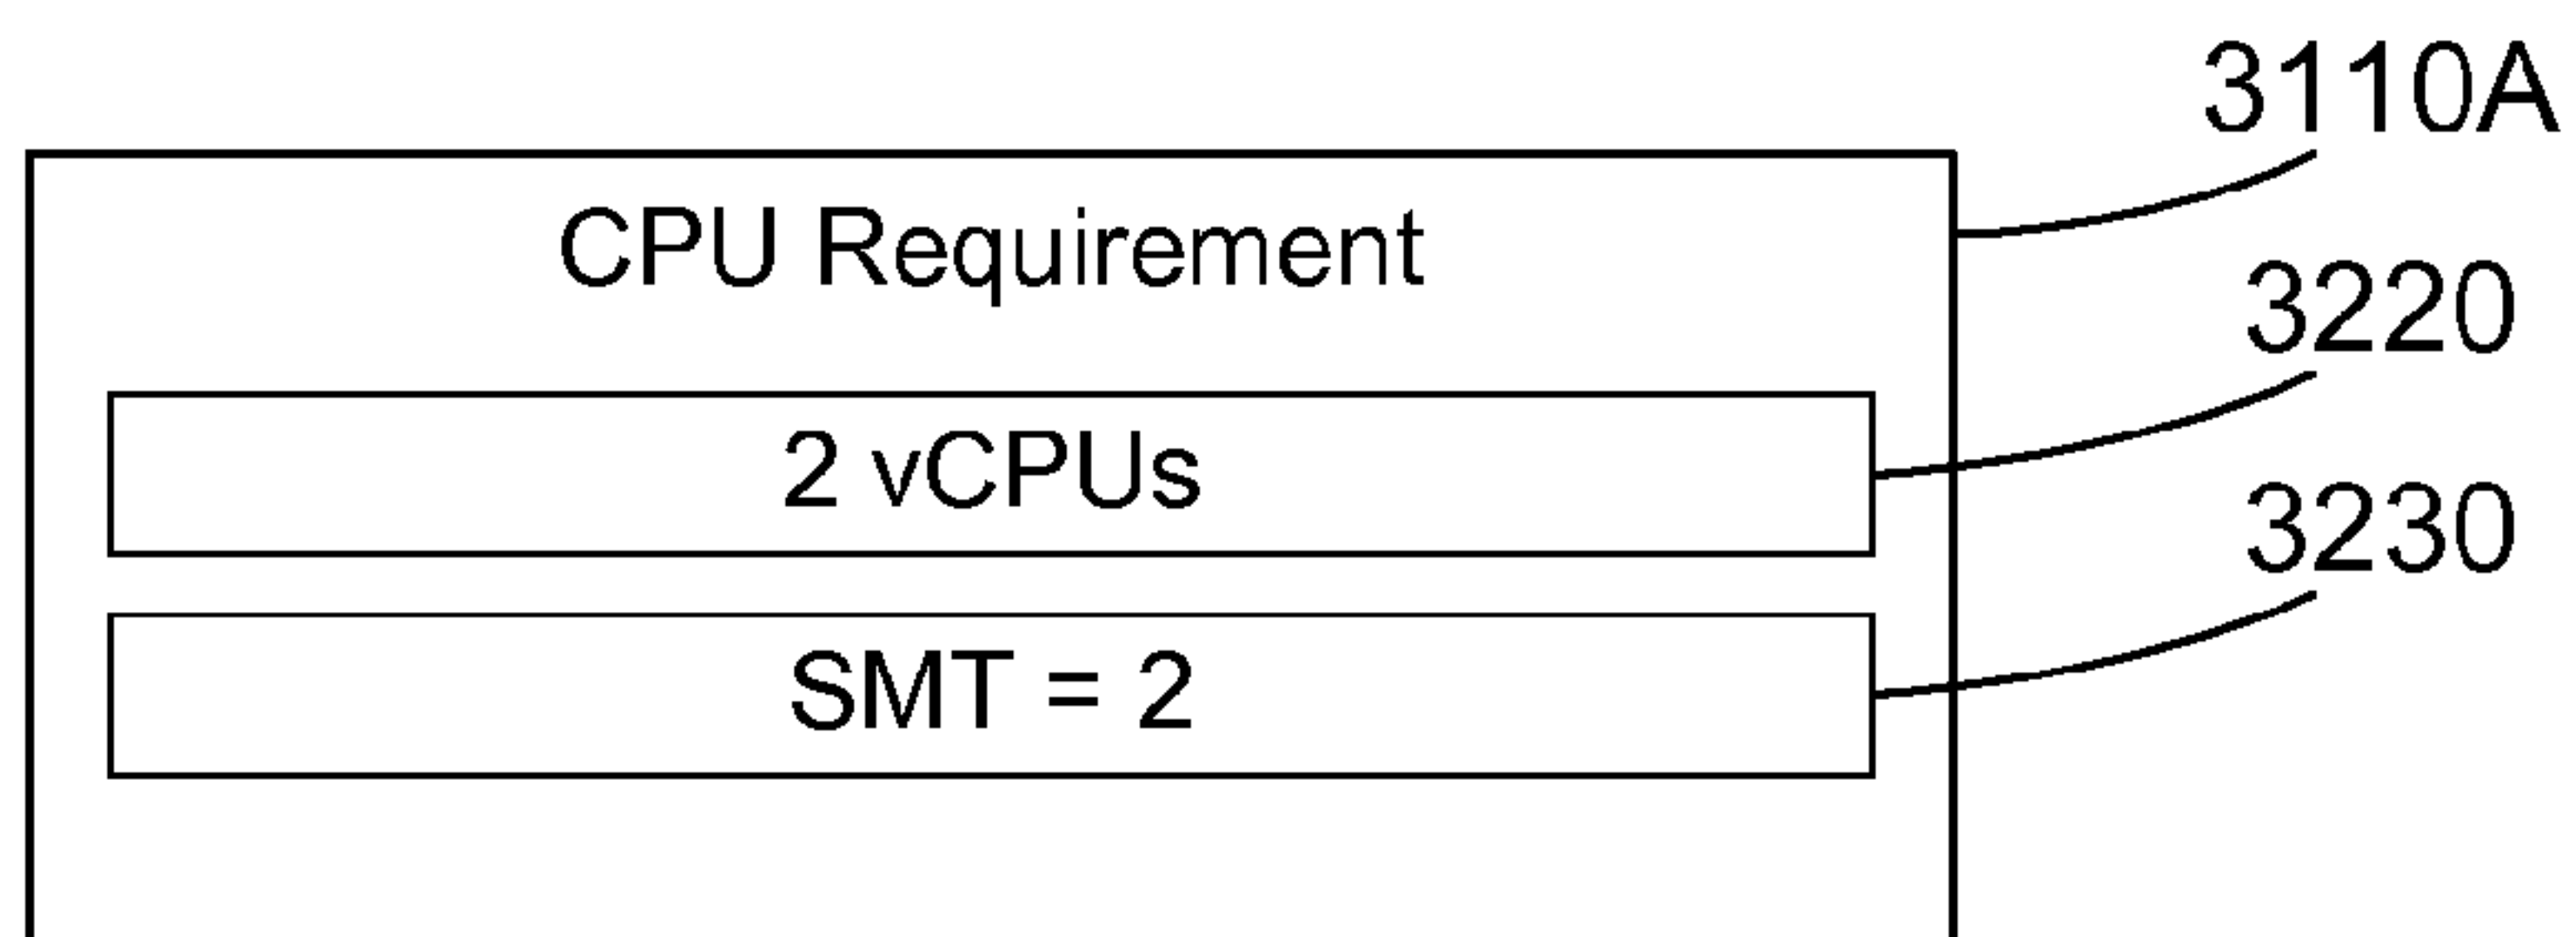 3110A
CPU Requirement
3220
2 vCPUs
3230
SMT = 2